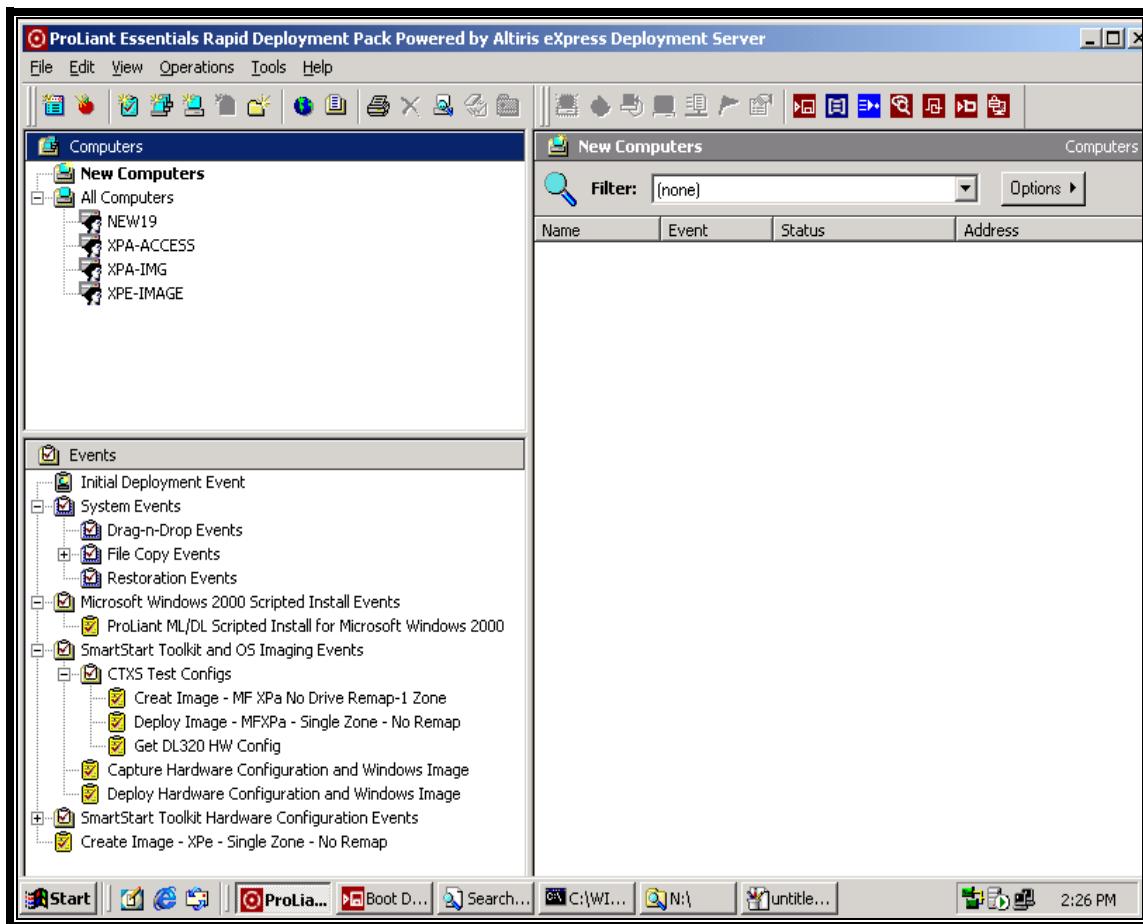 ProLiant Essentials Rapid Deployment Pack Powered by Altiris eXpress Deployment Server
File Edit View Operations Tools Help
Computers
New Computers
All Computers
NEW19
XPA-ACCESS
XPA-IMG
XPE-IMAGE
New Computers Computers
Filter: (none) Options
Name Event Status Address
Events
Initial Deployment Event
System Events
Drag-n-Drop Events
File Copy Events
Restoration Events
Microsoft Windows 2000 Scripted Install Events
ProLiant ML/DL Scripted Install for Microsoft Windows 2000
SmartStart Toolkit and OS Imaging Events
CTXS Test Configs
Creat Image - MF XPa No Drive Remap-1 Zone
Deploy Image - MFXPa - Single Zone - No Remap
Get DL320 HW Config
Capture Hardware Configuration and Windows Image
Deploy Hardware Configuration and Windows Image
SmartStart Toolkit Hardware Configuration Events
Create Image - XPe - Single Zone - No Remap
Start ProLia... Boot D... Search... C:\WI... N:\ untitle... 2:26 PM